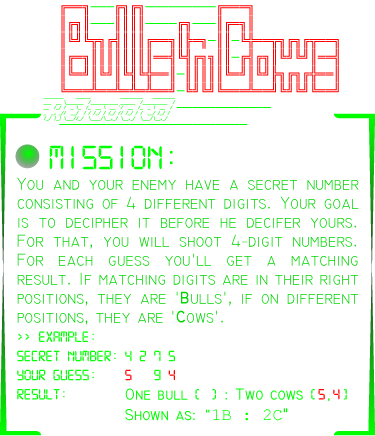 Bulls'n'Cows
Reloaded
MISSION:
You and your enemy have a secret number
consisting of 4 different digits. Your goal
is to decipher it before he decifer yours.
For that, you will shoot 4-digit numbers.
For each guess you'll get a matching
result. If matching digits are in their right
positions, they are 'Bulls', if on different
positions, they are 'Cows'.
>> EXAMPLE:
SECRET NUMBER: 4 2 7 5
YOUR GUESS: 5 9 4
RESULT: One bull ( ) : Two cows (5,4)
Shown as: "1B : 2C"